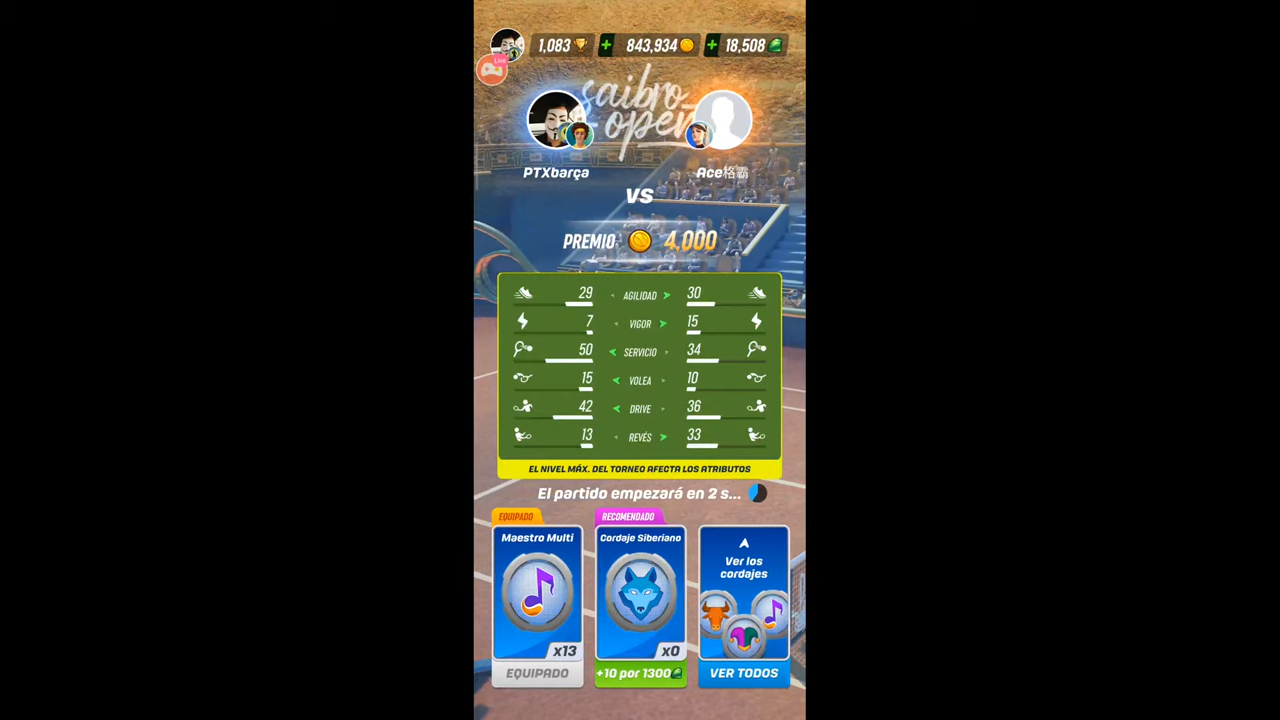 1,083
843,934
18,508
Live
saibro
open
PTXbarça
Ace格霸
VS
PREMIO 4,000
29 AGILIDAD 30
7 VIGOR 15
50 SERVICIO 34
15 VOLEA 10
42 DRIVE 36
13 REVÉS 33
EL NIVEL MÁX. DEL TORNEO AFECTA LOS ATRIBUTOS
El partido empezará en 2 s...
EQUIPADO
RECOMENDADO
Maestro Multi
Cordaje Siberiano
Ver los
cordajes
x13
x0
EQUIPADO
+10 por 1300
VER TODOS